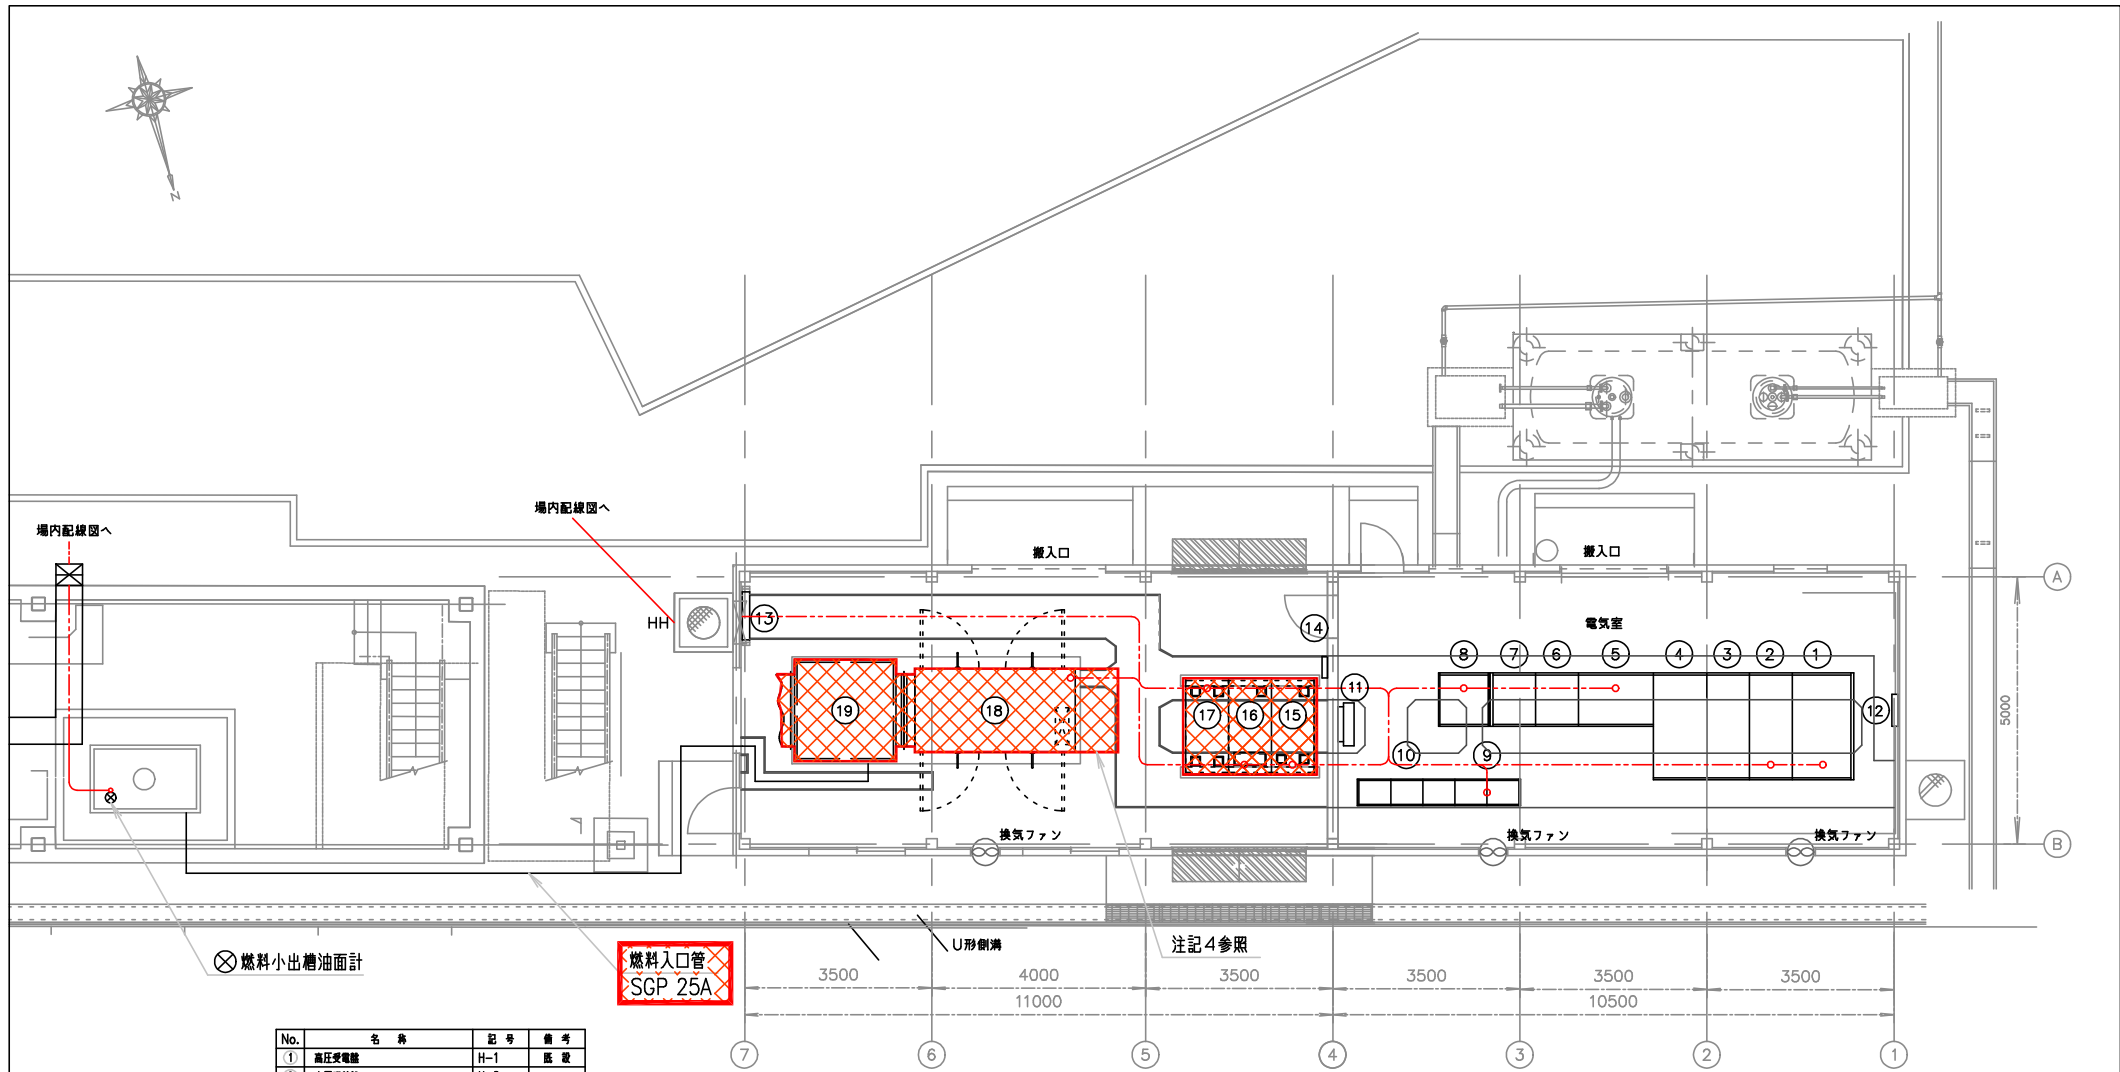 N
場内配線図へ
場内配線図へ
搬入口
搬入口
HH
13
14
電気室
8
7
6
5
4
3
2
1
A
19
18
17
16
15
11
12
10
9
5000
換気ファン
換気ファン
換気ファン
B
燃料小出槽油面計
燃料入口管
SGP 25A
U形側溝
注記4参照
3500
4000
3500
3500
3500
3500
11000
10500
7
6
5
4
3
2
1
No.
名 称
記 号
備 考
1
高圧受電盤
H-1
既 設